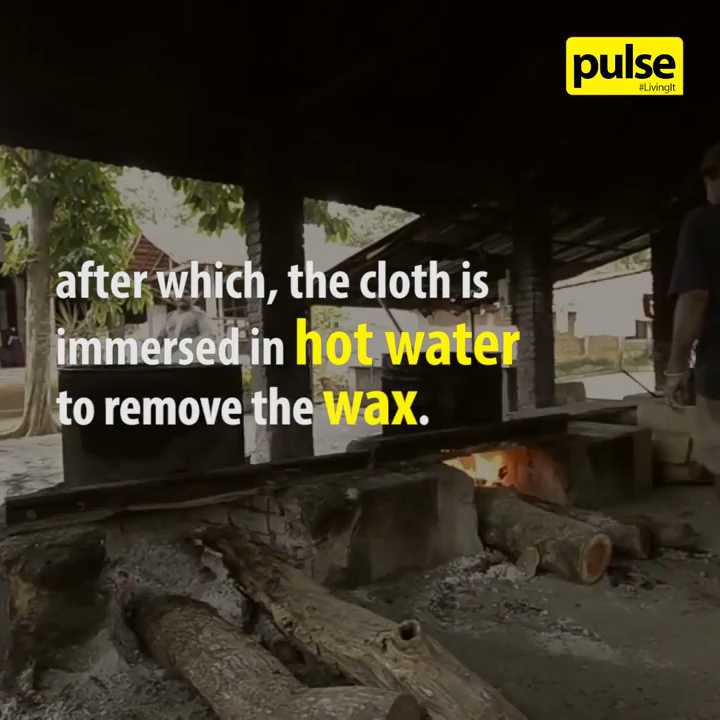 pulse
#LivingIt
after which, the cloth is
immersed in hot water
to remove the wax.